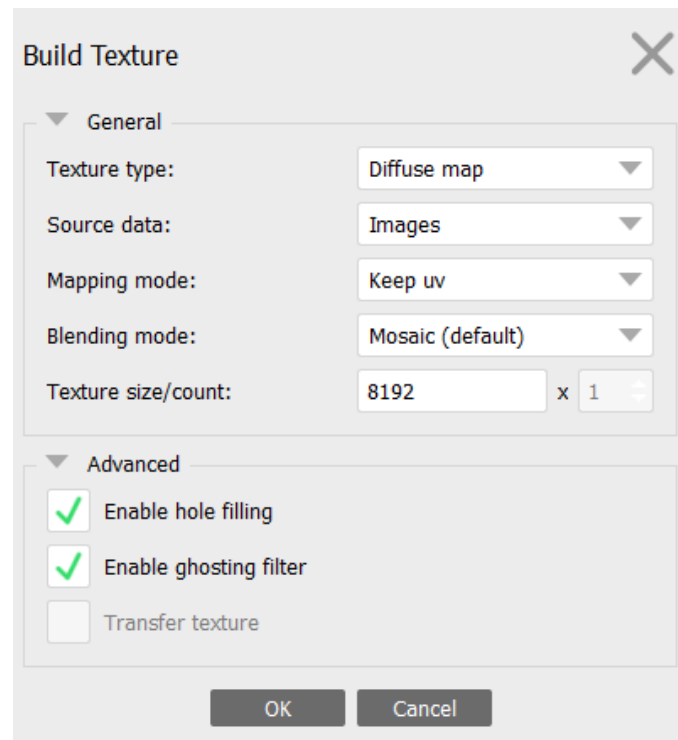 Build Texture
General
Texture type: Diffuse map
Source data: Images
Mapping mode: Keep uv
Blending mode: Mosaic (default)
Texture size/count: 8192 x 1
Advanced
Enable hole filling
Enable ghosting filter
Transfer texture
OK Cancel